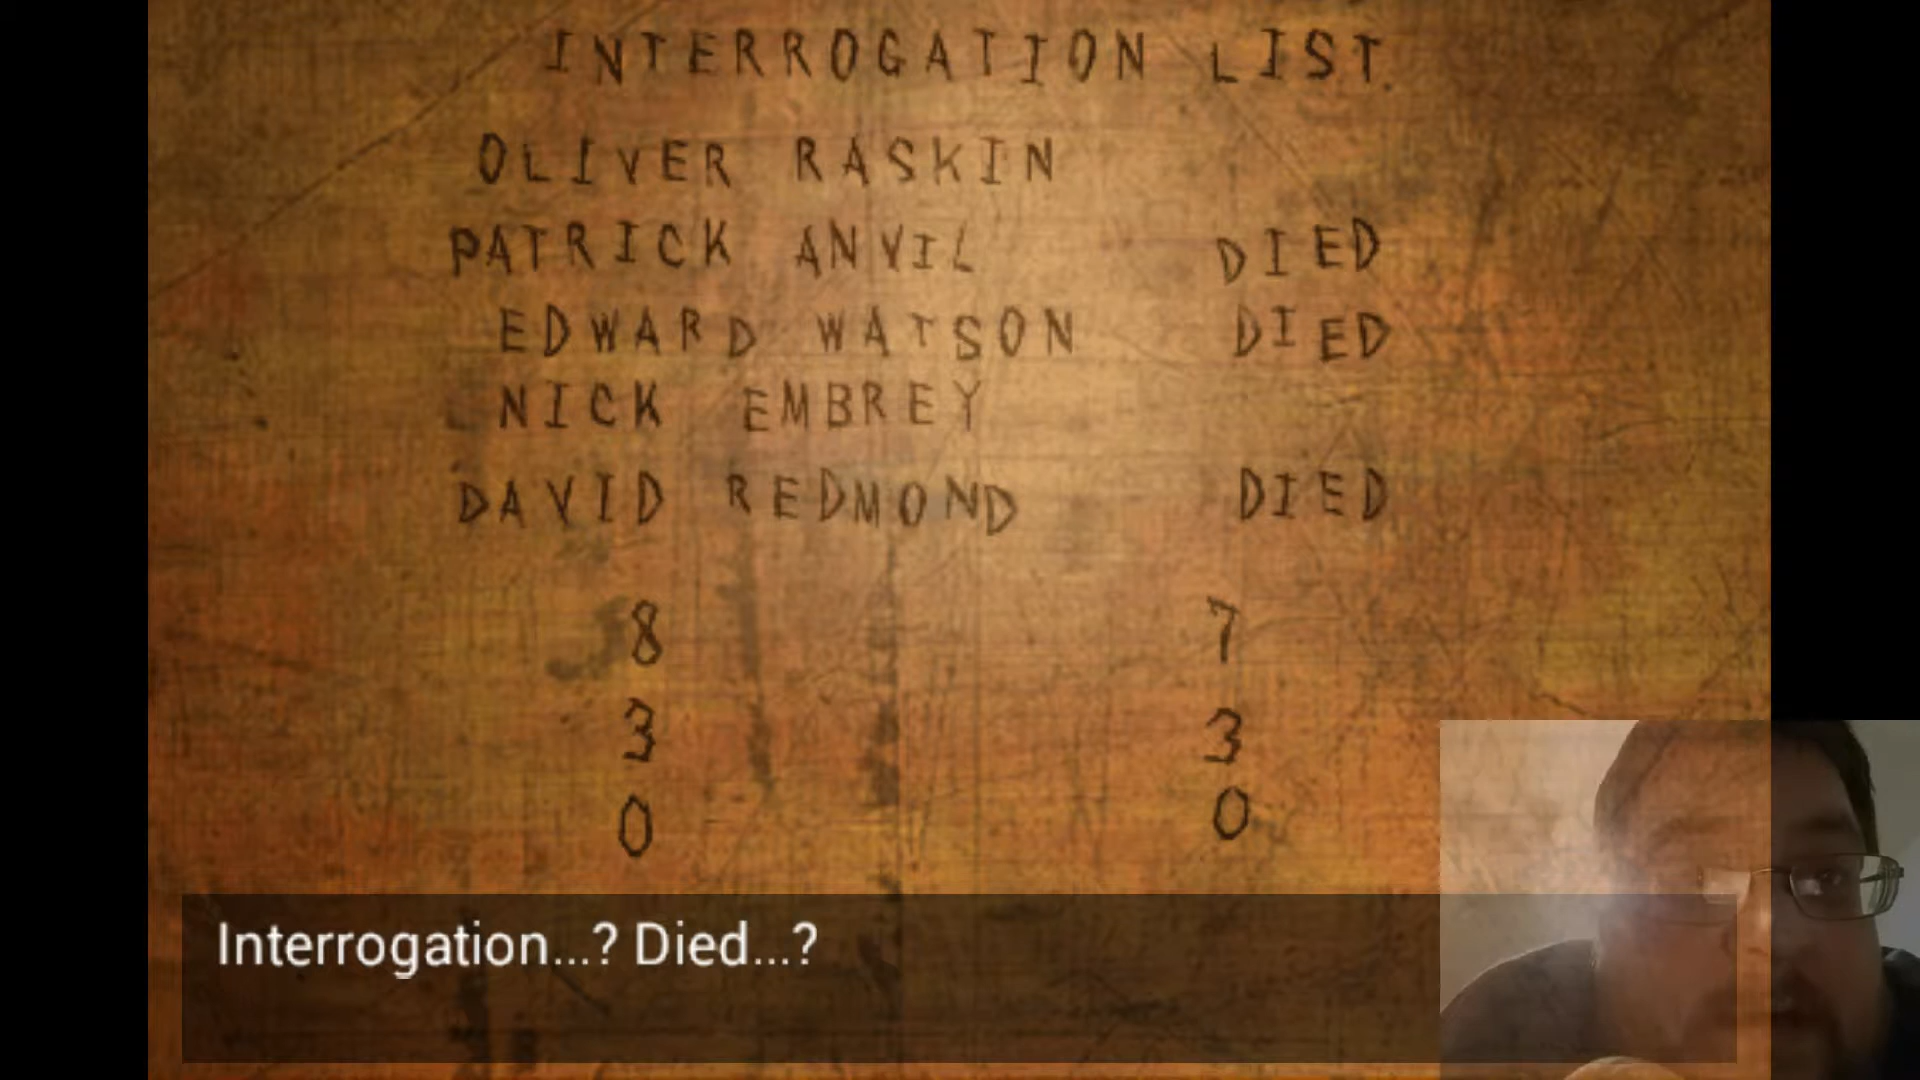 INTERROGATION LIST.
OLIVER RASKIN
PATRICK ANVIL DIED
EDWARD WATSON DIED
NICK EMBREY
DAVID REDMOND DIED
8 7
3 3
0 0
Interrogation...? Died...?